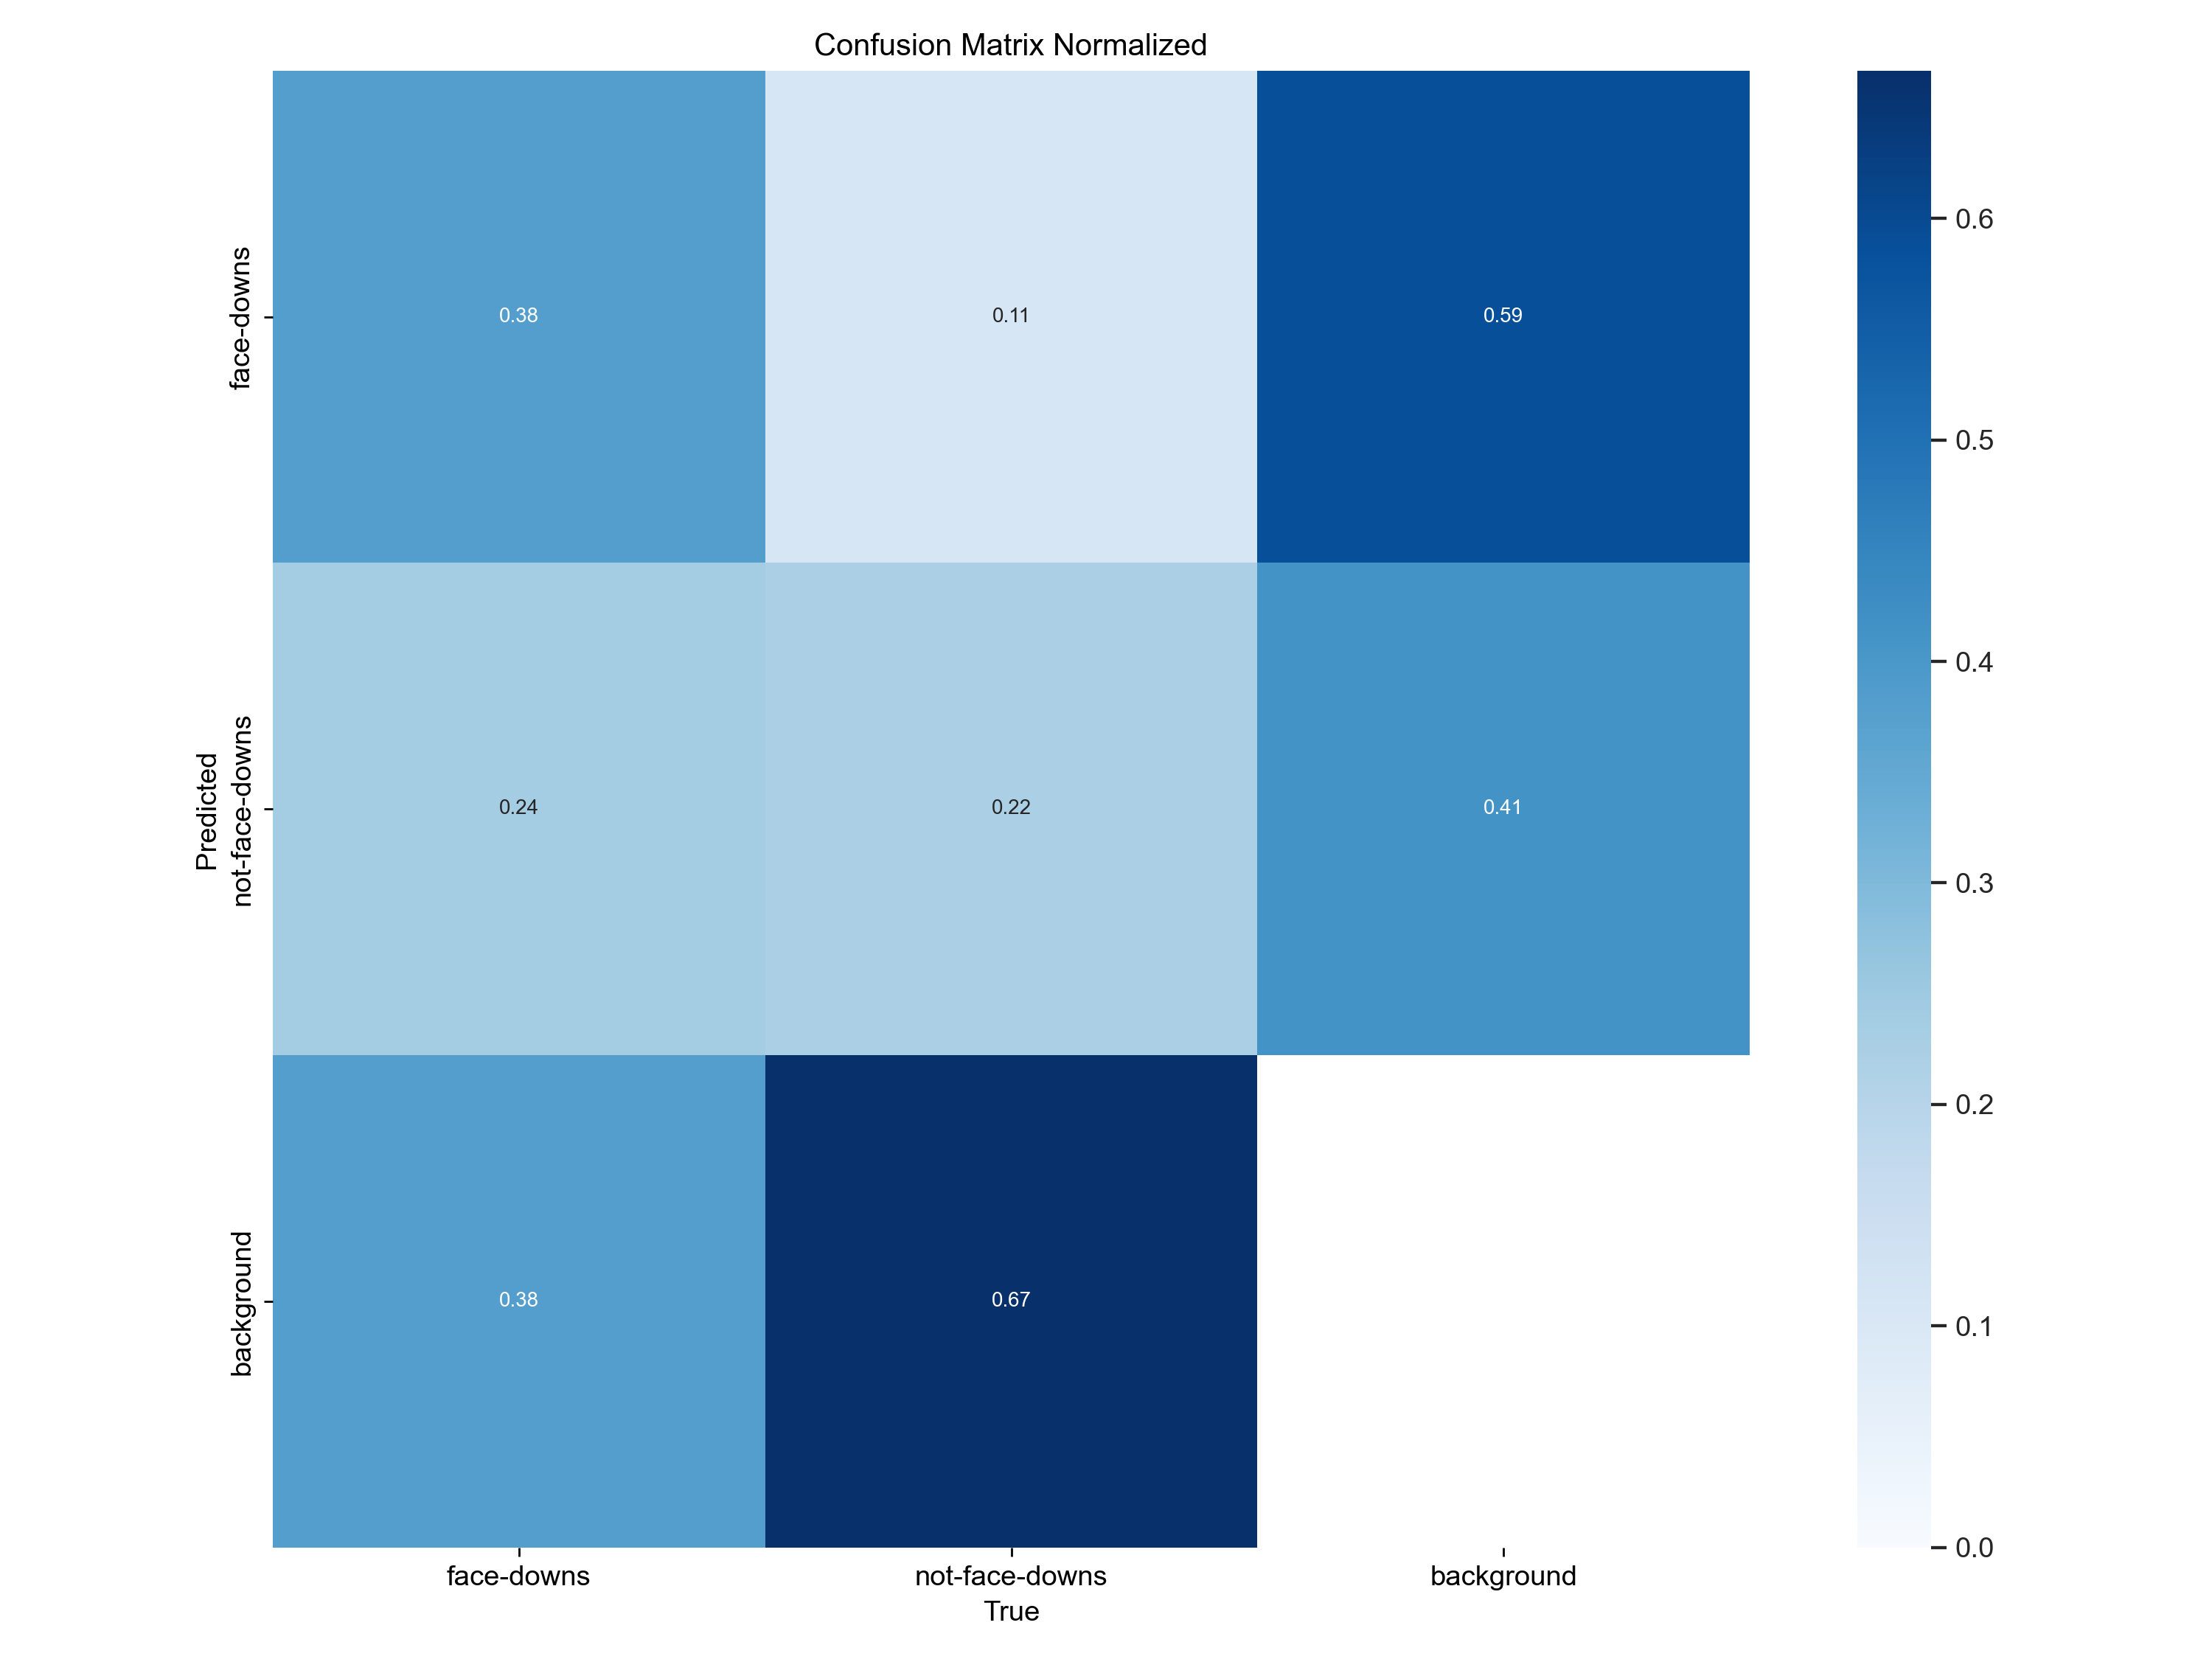 Confusion Matrix Normalized
face-downs
0.38
0.11
0.59
Predicted
not-face-downs
0.24
0.22
0.41
background
0.38
0.67
face-downs
not-face-downs
background
True
0.6
0.5
0.4
0.3
0.2
0.1
0.0